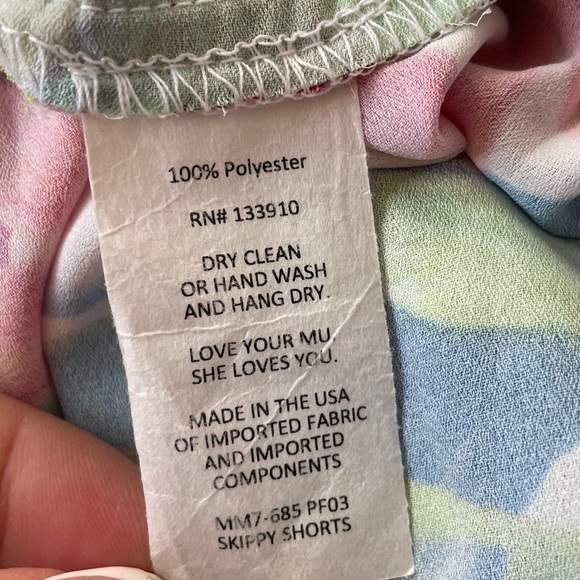 100% Polyester
RN# 133910
DRY CLEAN
OR HAND WASH
AND HANG DRY.
LOVE YOUR MU
SHE LOVES YOU.
MADE IN THE USA
OF IMPORTED FABRIC
AND IMPORTED
COMPONENTS
MM7-685 PF03
SKIPPY SHORTS